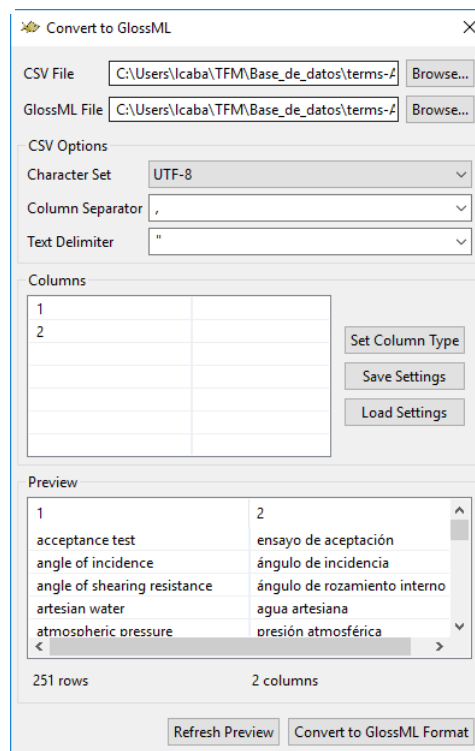 Convert to GlossML
CSV File C:\Users\lcaba\TFM\Base_de_datos\terms-A Browse...
GlossML File C:\Users\lcaba\TFM\Base_de_datos\terms-A Browse...
CSV Options
Character Set UTF-8
Column Separator ,
Text Delimiter "
Columns
1
2
Set Column Type
Save Settings
Load Settings
Preview
1 2
acceptance test ensayo de aceptación
angle of incidence ángulo de incidencia
angle of shearing resistance ángulo de rozamiento interno
artesian water agua artesiana
atmospheric pressure presión atmosférica
251 rows 2 columns
Refresh Preview Convert to GlossML Format